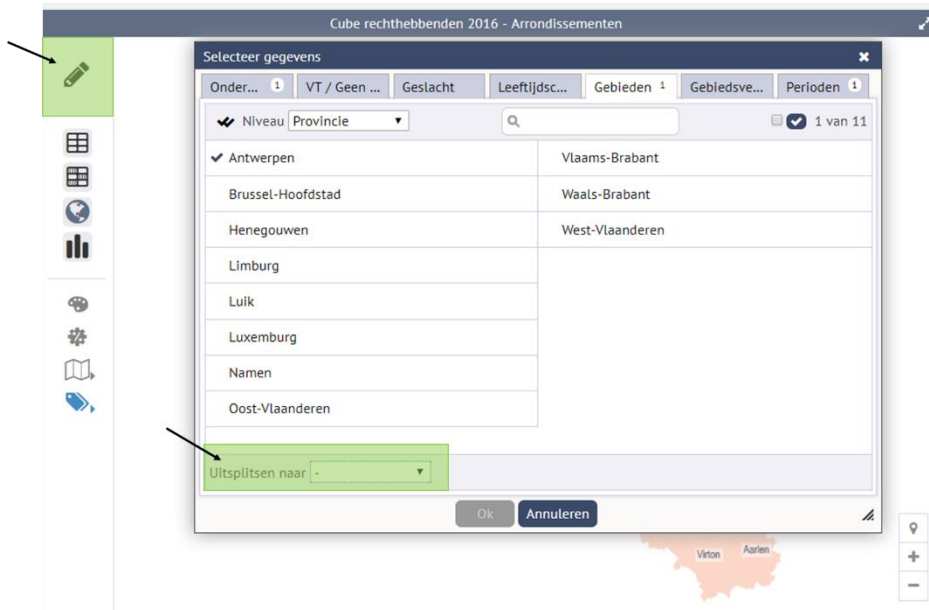 Cube rechthebbenden 2016 - Arrondissementen
Selecteer gegevens
Onder... 1 VT / Geen ... Geslacht Leeftijdsc... Gebieden 1 Gebiedsve... Perioden 1
Niveau Provincie 1 van 11
Antwerpen Vlaams-Brabant
Brussel-Hoofdstad Waals-Brabant
Henegouwen West-Vlaanderen
Limburg
Luik
Luxemburg
Namen
Oost-Vlaanderen
Uitsplitsen naar -
Ok Annuleren
Virton Aarlen